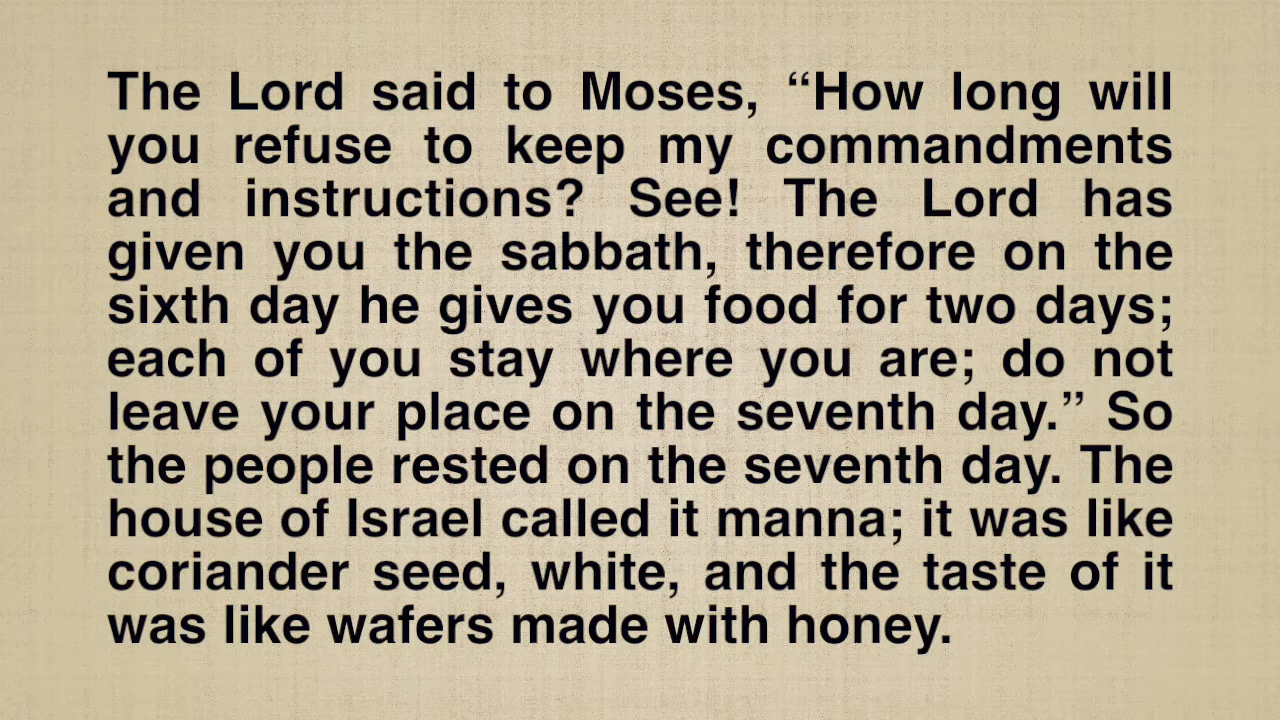 The Lord said to Moses, “How long will
you refuse to keep my commandments
and instructions? See! The Lord has
given you the sabbath, therefore on the
sixth day he gives you food for two days;
each of you stay where you are; do not
leave your place on the seventh day.” So
the people rested on the seventh day. The
house of Israel called it manna; it was like
coriander seed, white, and the taste of it
was like wafers made with honey.